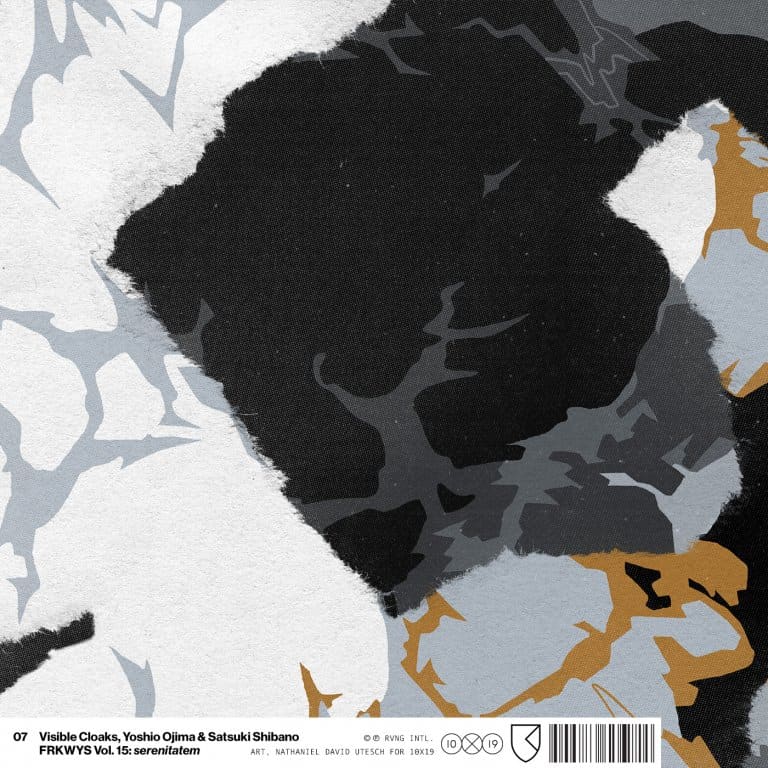 07 Visible Cloaks, Yoshio Ojima & Satsuki Shibano
FRKWYS Vol. 15: serenitatem
© ℗ RVNG INTL.
ART. NATHANIEL DAVID UTESCH FOR 10X19
10 19